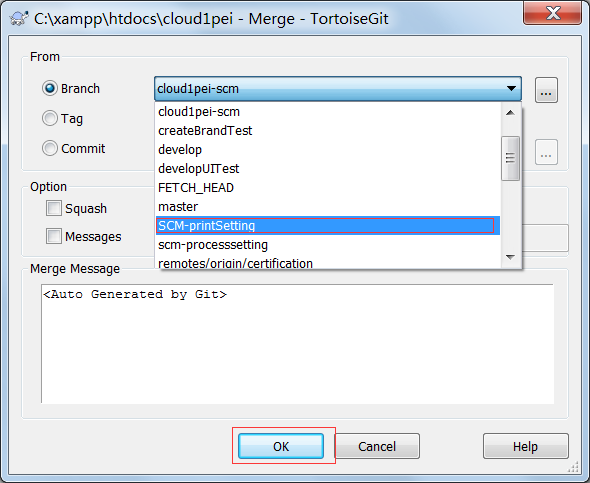 C:\xampp\htdocs\cloud1pei - Merge - TortoiseGit
From
Branch
cloud1pei-scm
...
Tag
Commit
...
cloud1pei-scm
createBrandTest
develop
developUITest
FETCH_HEAD
master
SCM-printSetting
scm-processsetting
remotes/origin/certification
Option
Squash
Messages
Merge Message
<Auto Generated by Git>
OK
Cancel
Help